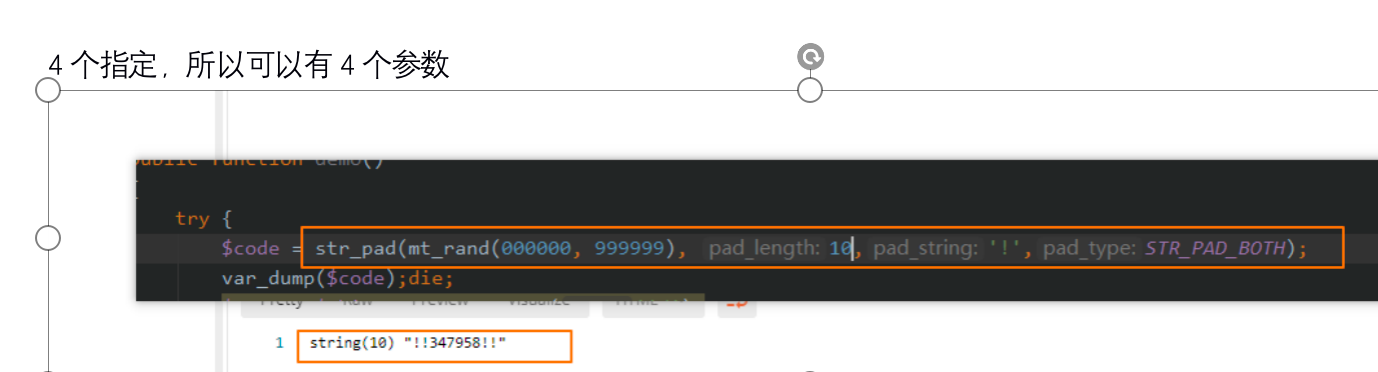 4 个指定，所以可以有 4 个参数
public function demo()
try {
$code = str_pad(mt_rand(000000, 999999), pad_length: 10, pad_string: '!', pad_type: STR_PAD_BOTH);
var_dump($code);die;
Pretty Raw Preview Visualize HTML
1 string(10) "!!347958!!"